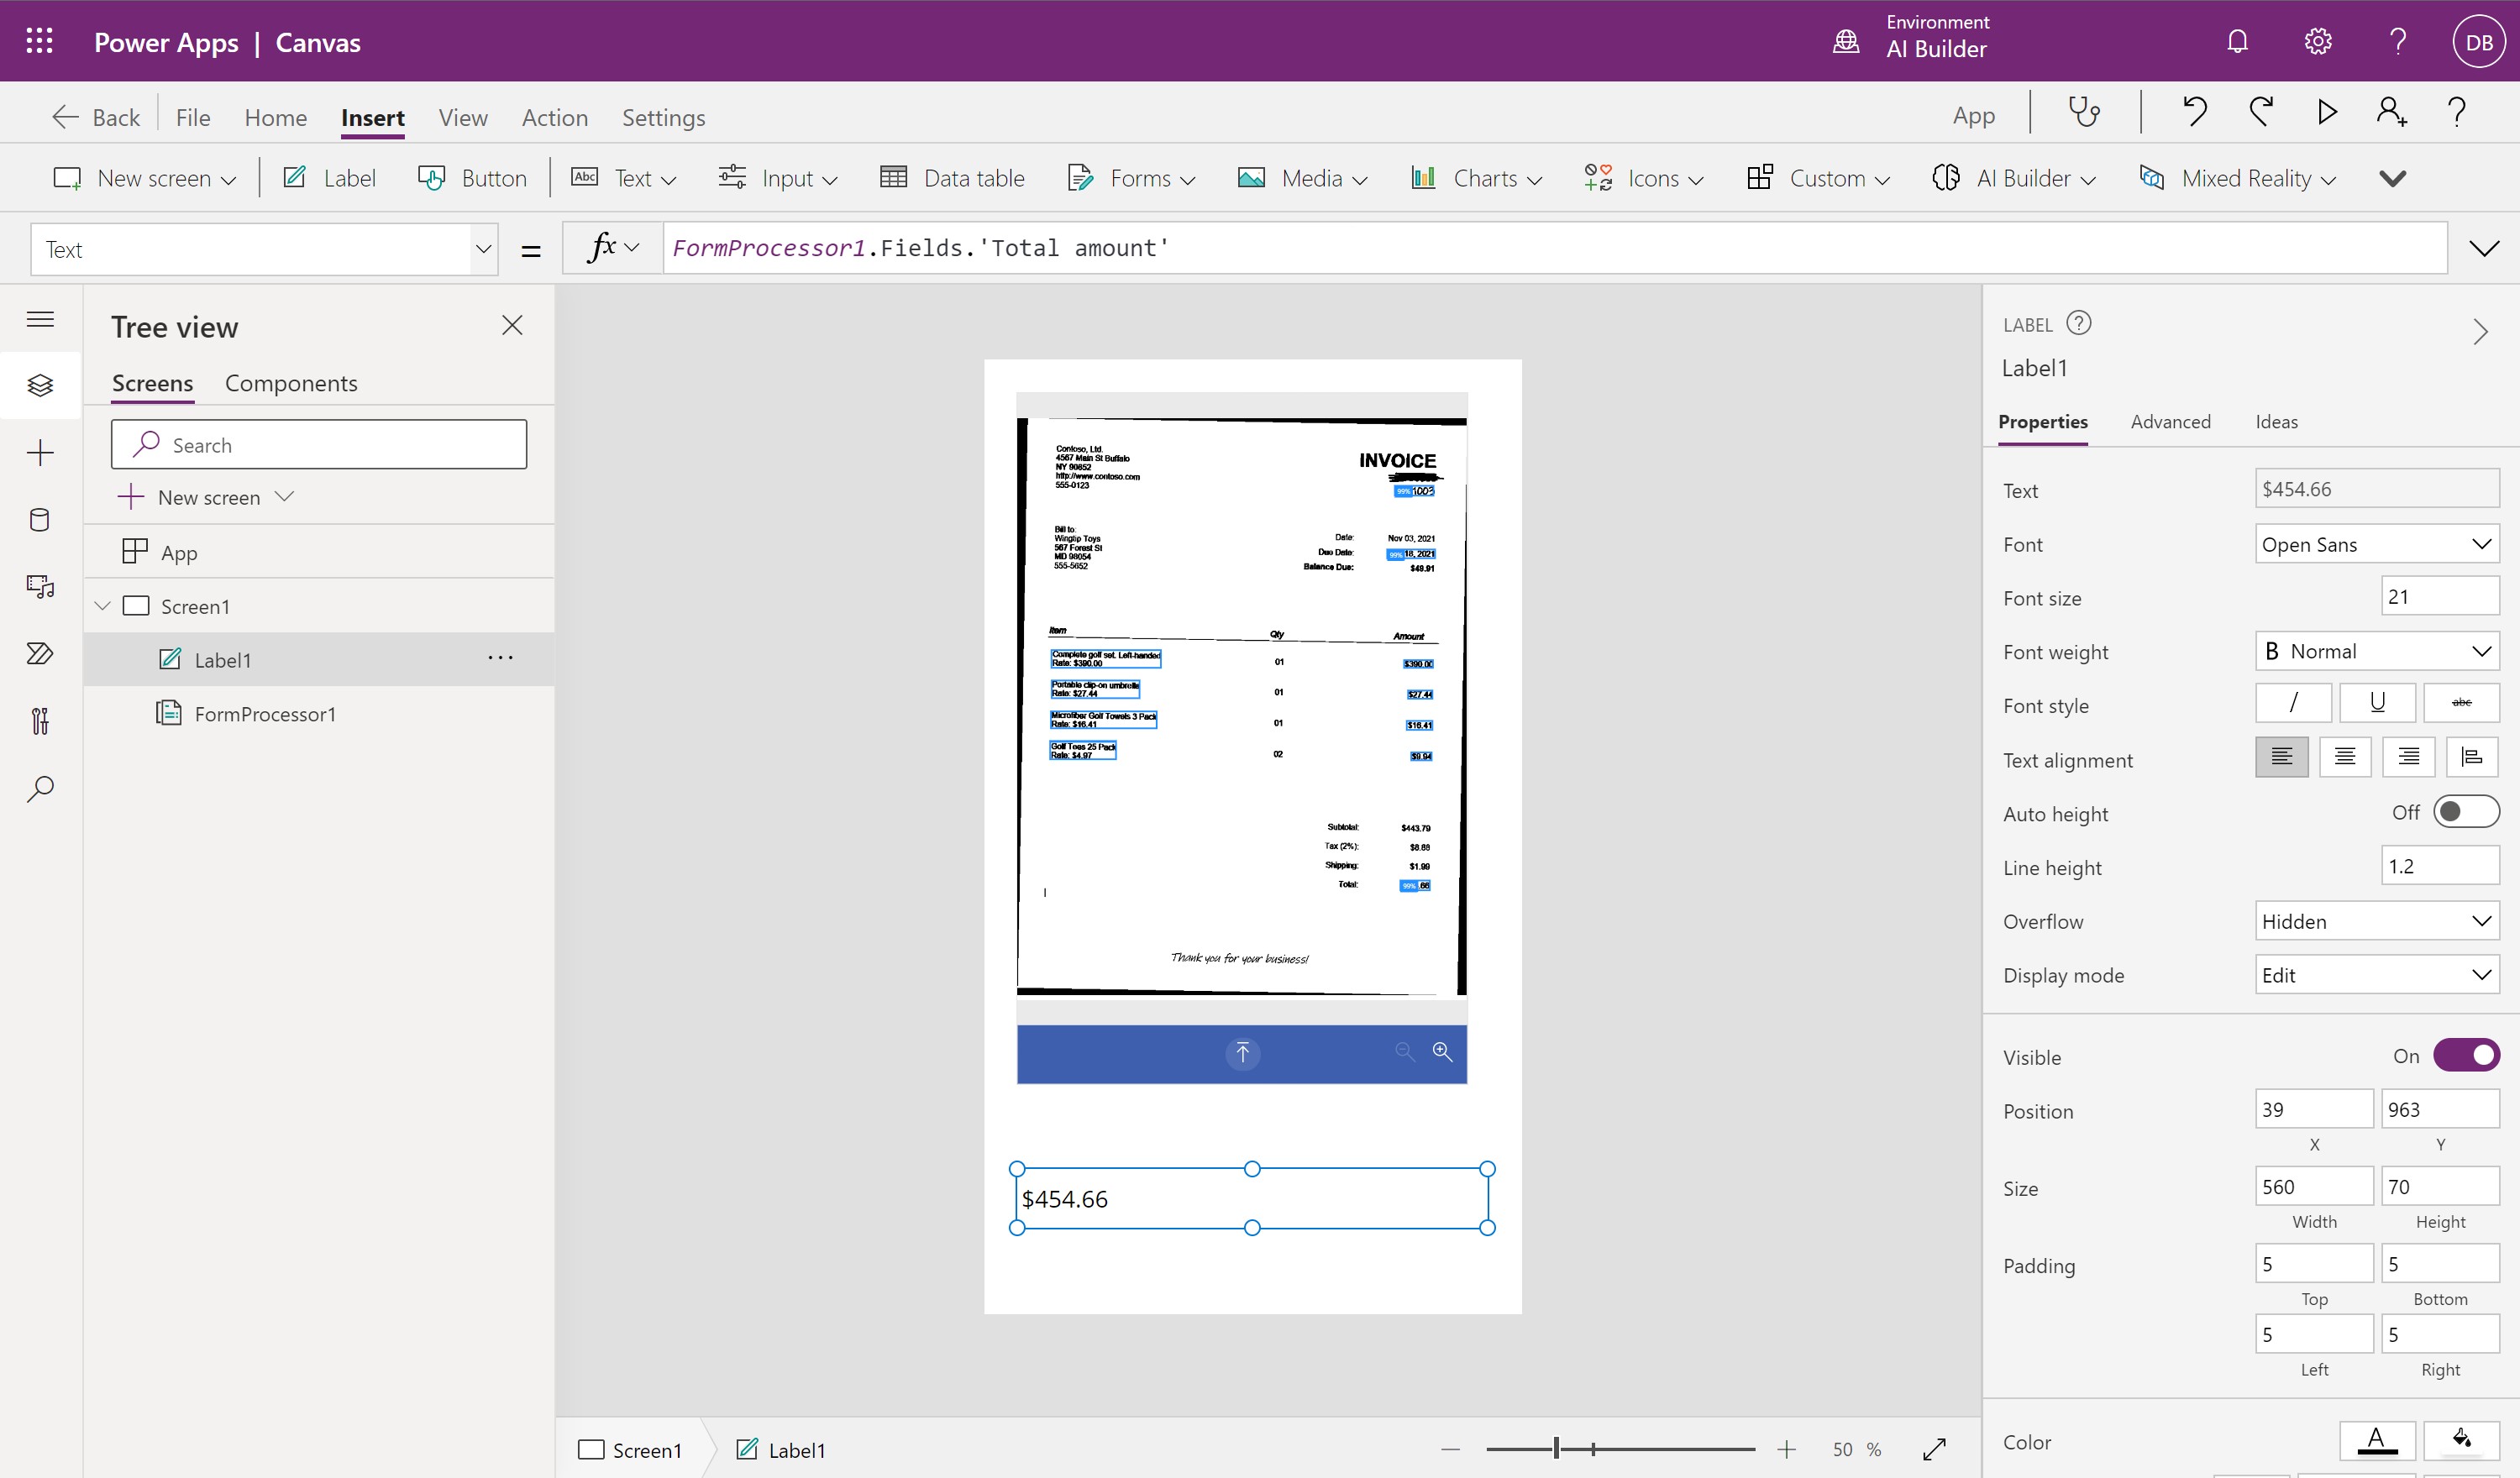 Power Apps | Canvas
Environment
AI Builder
DB
Back File Home Insert View Action Settings App
New screen Label Button Abc Text Input Data table Forms Media Charts Icons Custom AI Builder Mixed Reality
Text = fx FormProcessor1.Fields.'Total amount'
Tree view
Screens Components
Search
New screen
App
Screen1
Label1
FormProcessor1
Contoso, Ltd.
4567 Main St Buffalo
NY 90852
http://www.contoso.com
555-0123
INVOICE
99% 1003
Bill to:
Wingtip Toys
567 Forest St
MD 98054
555-5652
Date: Nov 03, 2021
Due Date: 99% 18, 2021
Balance Due: $49.91
Item Qty Amount
Complete golf set. Left-handed
Rate: $390.00 01 $390.00
Portable clip-on umbrella
Rate: $27.44 01 $27.44
Microfiber Golf Towels 3 Pack
Rate: $16.41 01 $16.41
Golf Tees 25 Pack
Rate: $4.97 02 $9.94
Subtotal: $443.79
Tax (2%): $8.88
Shipping: $1.99
Total: 99% .66
Thank you for your business!
$454.66
Screen1 Label1
50 %
LABEL ?
Label1
Properties Advanced Ideas
Text $454.66
Font Open Sans
Font size 21
Font weight B Normal
Font style / U abc
Text alignment
Auto height Off
Line height 1.2
Overflow Hidden
Display mode Edit
Visible On
Position 39 963
X Y
Size 560 70
Width Height
Padding 5 5
Top Bottom
5 5
Left Right
Color A